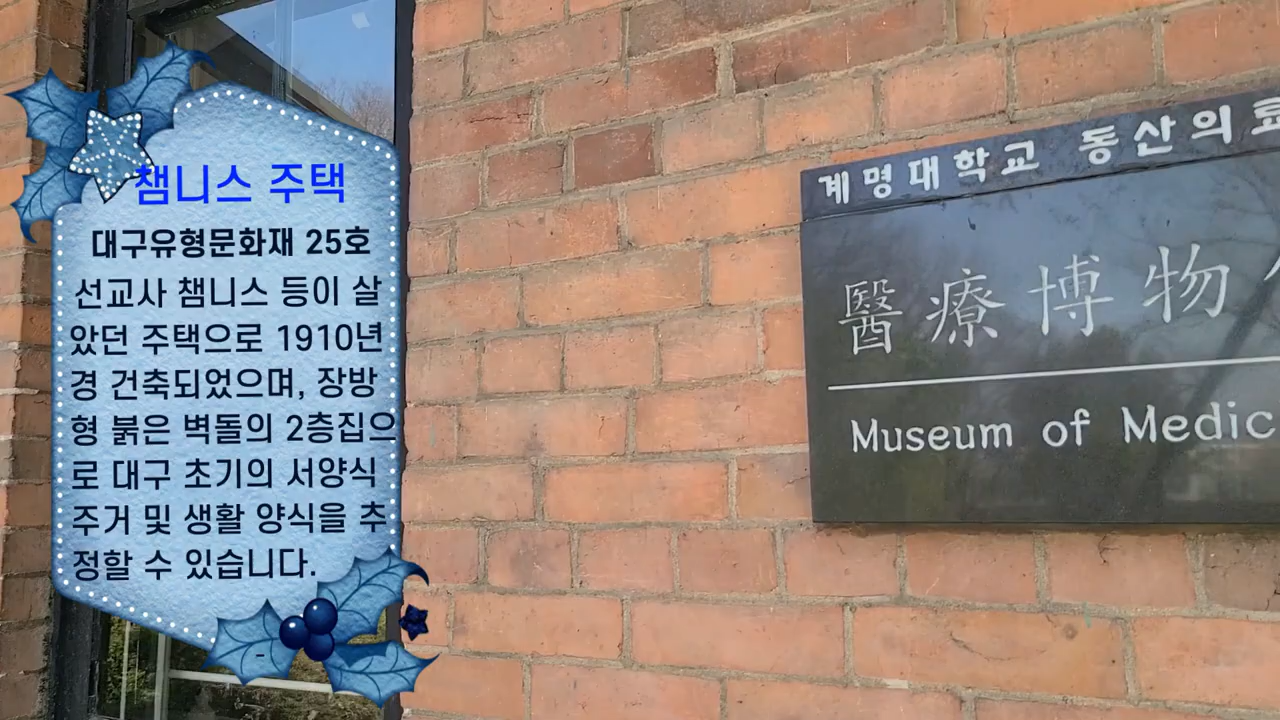 챔니스 주택
대구유형문화재 25호
선교사 챔니스 등이 살
았던 주택으로 1910년
경 건축되었으며, 장방
형 붉은 벽돌의 2층집으
로 대구 초기의 서양식
주거 및 생활 양식을 추
정할 수 있습니다.
계명대학교 동산의료
醫療博物
Museum of Medic